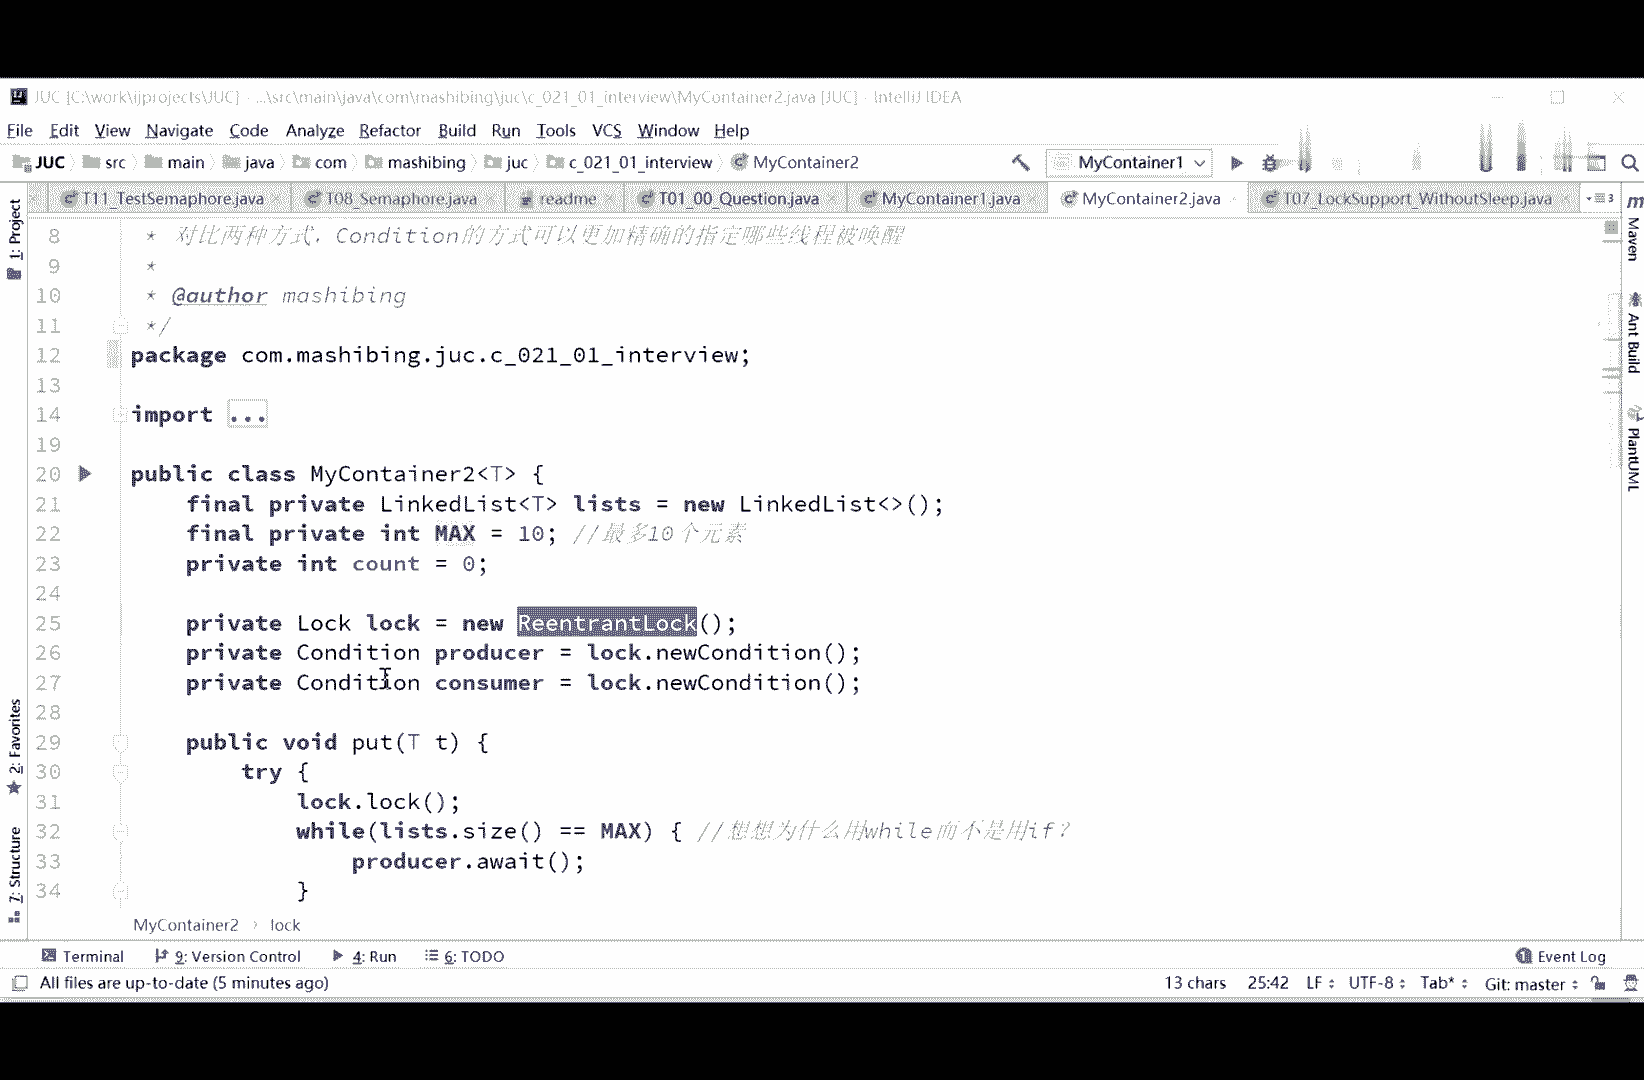 JUC [C:\work\ijprojects\JUC] - ...\src\main\java\com\mashibing\juc\c_021_01_interview\MyContainer2.java [JUC] - IntelliJ IDEA
File Edit View Navigate Code Analyze Refactor Build Run Tools VCS Window Help
JUC src main java com mashibing juc c_021_01_interview MyContainer2 MyContainer1
T11_TestSemaphore.java T08_Semaphore.java readme T01_00_Question.java MyContainer1.java MyContainer2.java T07_LockSupport_WithoutSleep.java 3
1: Project
2: Favorites
7: Structure
8 * 对比两种方式，Condition的方式可以更加精确的指定哪些线程被唤醒
9 *
10 * @author mashibing
11 */
12 package com.mashibing.juc.c_021_01_interview;
13
14 import ...
19
20 public class MyContainer2<T> {
21 final private LinkedList<T> lists = new LinkedList<>();
22 final private int MAX = 10; //最多10个元素
23 private int count = 0;
24
25 private Lock lock = new ReentrantLock();
26 private Condition producer = lock.newCondition();
27 private Condition consumer = lock.newCondition();
28
29 public void put(T t) {
30 try {
31 lock.lock();
32 while(lists.size() == MAX) { //想想为什么用while而不是用if？
33 producer.await();
34 }
MyContainer2 › lock
Maven
Ant Build
PlantUML
Terminal 9: Version Control 4: Run 6: TODO Event Log
All files are up-to-date (5 minutes ago) 13 chars 25:42 LF UTF-8 Tab* Git: master